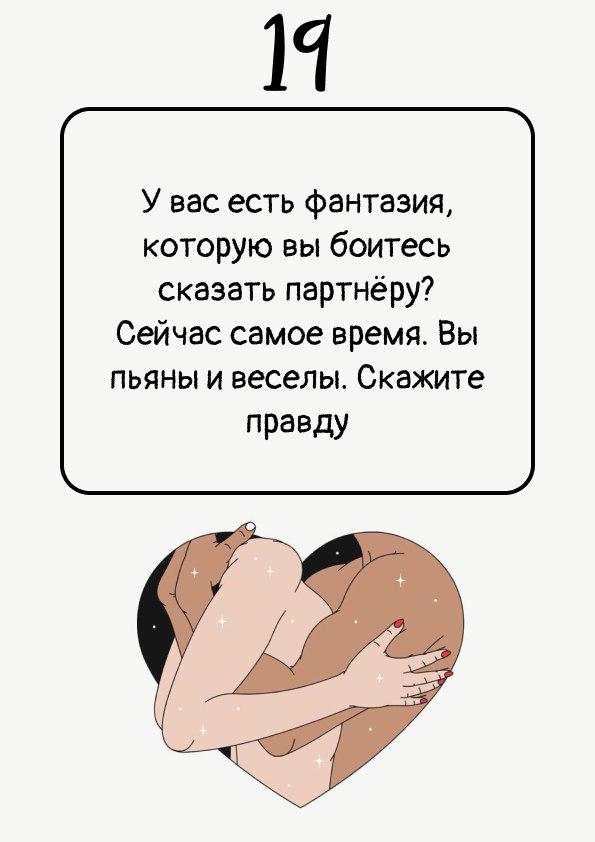 19
У вас есть фантазия,
которую вы боитесь
сказать партнёру?
Сейчас самое время. Вы
пьяны и веселы. Скажите
правду